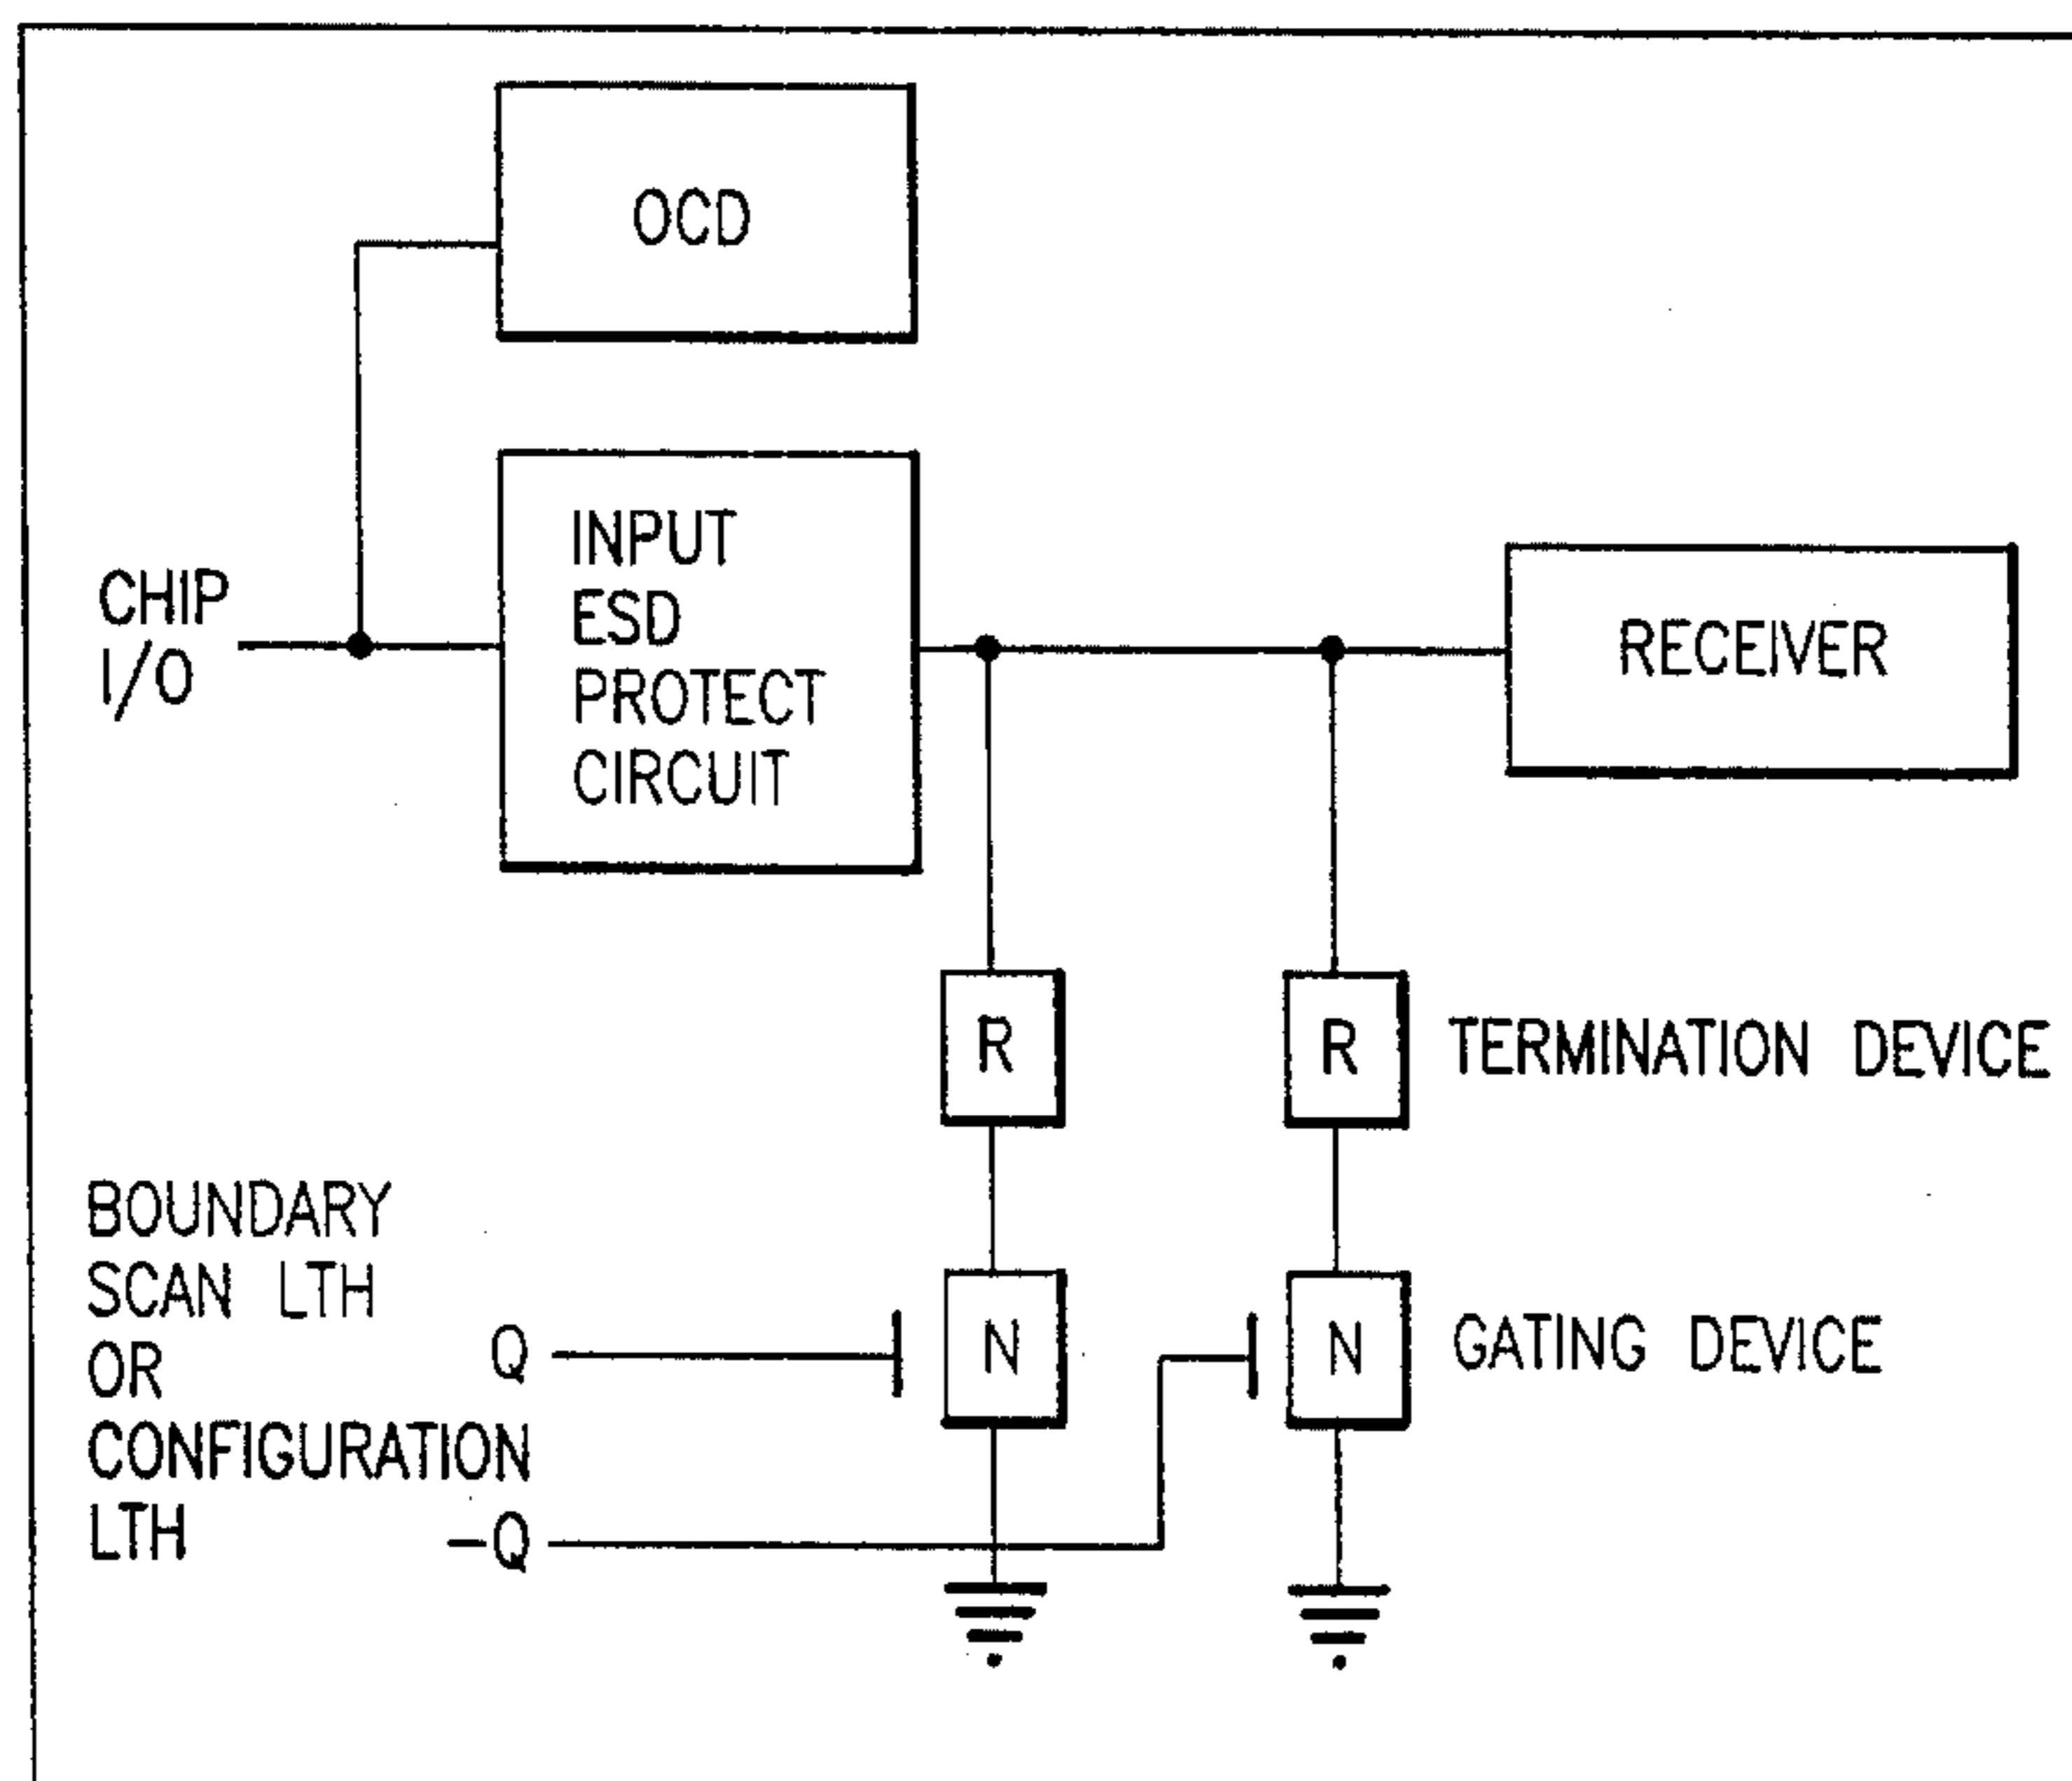 OCD
INPUT
ESD
PROTECT
CIRCUIT
CHIP
I/O
RECEIVER
R
R
TERMINATION DEVICE
BOUNDARY
SCAN LTH
OR
CONFIGURATION
LTH
Q
N
N
GATING DEVICE
-Q